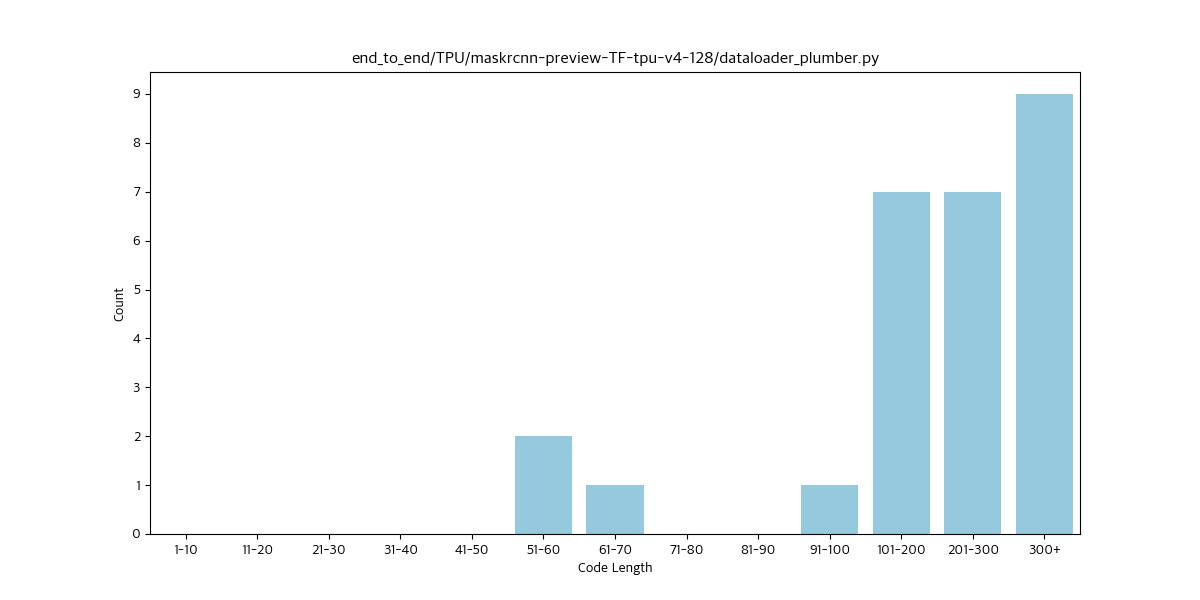 end_to_end/TPU/maskrcnn-preview-TF-tpu-v4-128/dataloader_plumber.py
9
8
7
6
5
4
3
2
1
0
Count
1-10 11-20 21-30 31-40 41-50 51-60 61-70 71-80 81-90 91-100 101-200 201-300 300+
Code Length